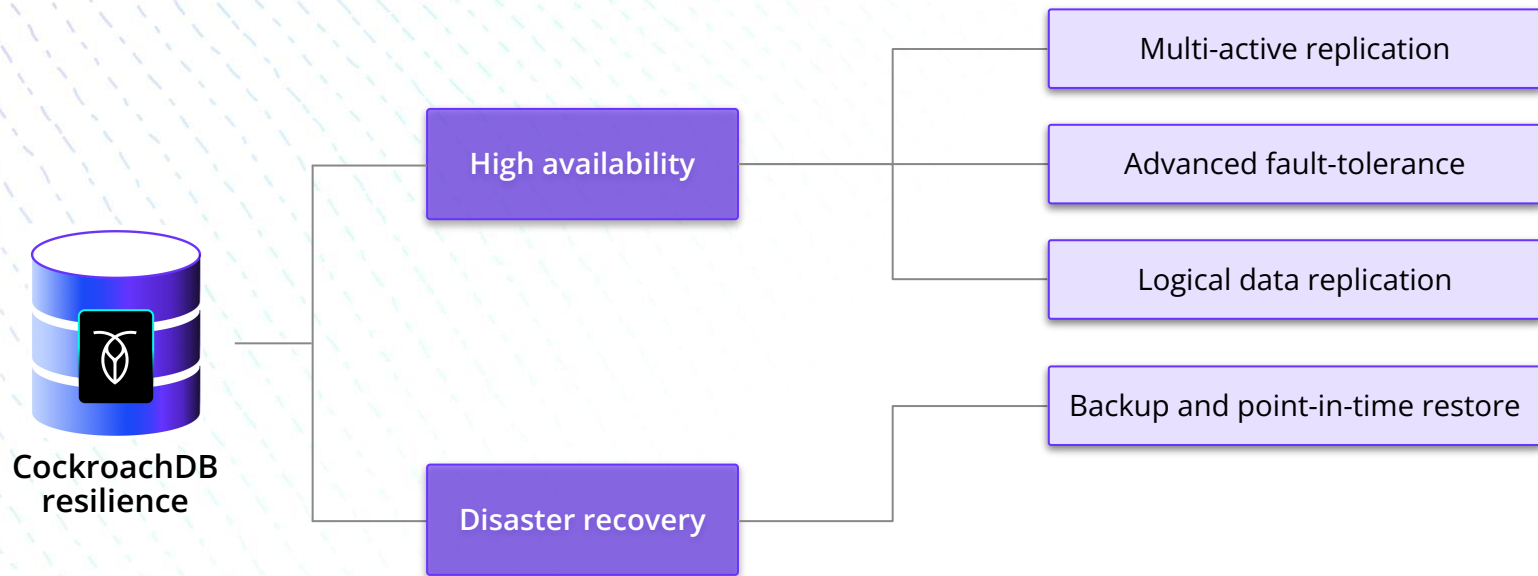 CockroachDB
resilience
High availability
Disaster recovery
Multi-active replication
Advanced fault-tolerance
Logical data replication
Backup and point-in-time restore